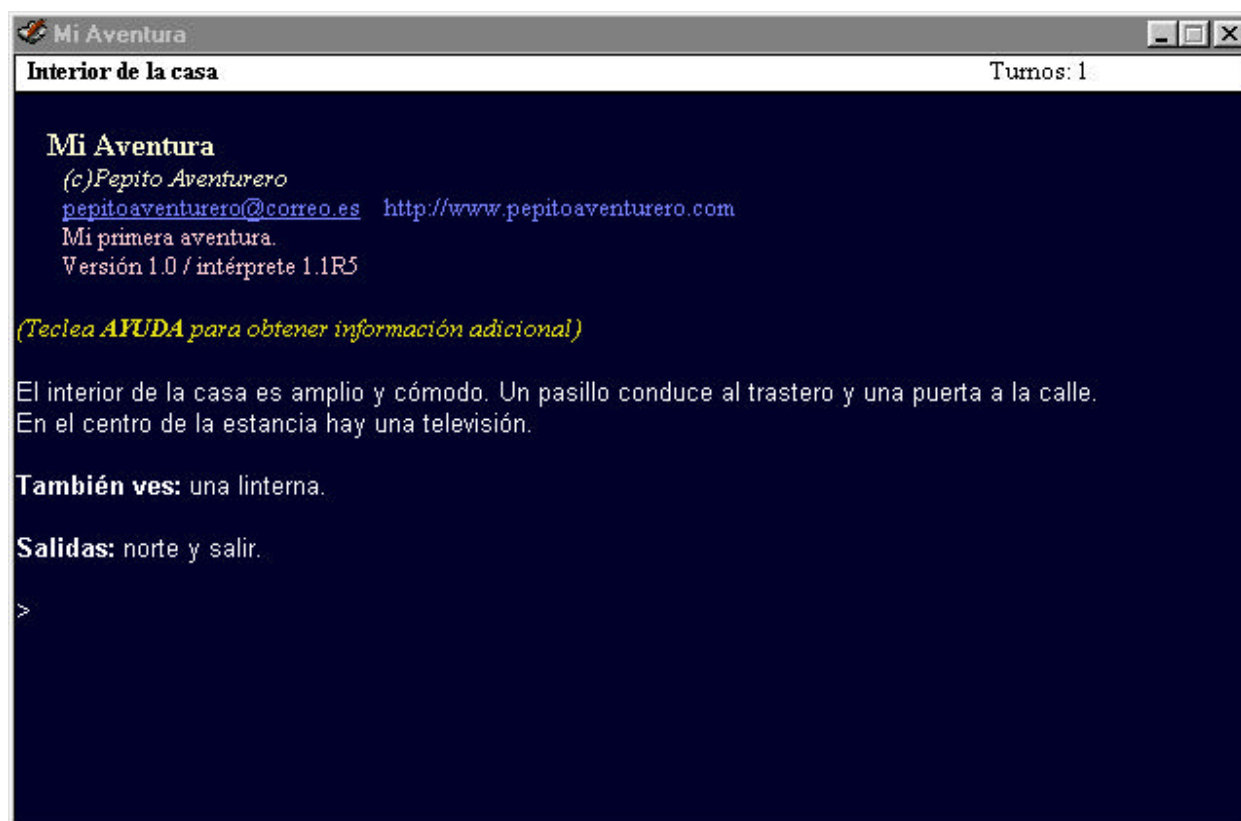 Mi Aventura
Interior de la casa Turnos: 1
Mi Aventura
(c)Pepito Aventurero
pepitoaventurero@correo.es http://www.pepitoaventurero.com
Mi primera aventura.
Versión 1.0 / intérprete 1.1R5
(Teclea AYUDA para obtener información adicional)
El interior de la casa es amplio y cómodo. Un pasillo conduce al trastero y una puerta a la calle.
En el centro de la estancia hay una televisión.
También ves: una linterna.
Salidas: norte y salir.
>